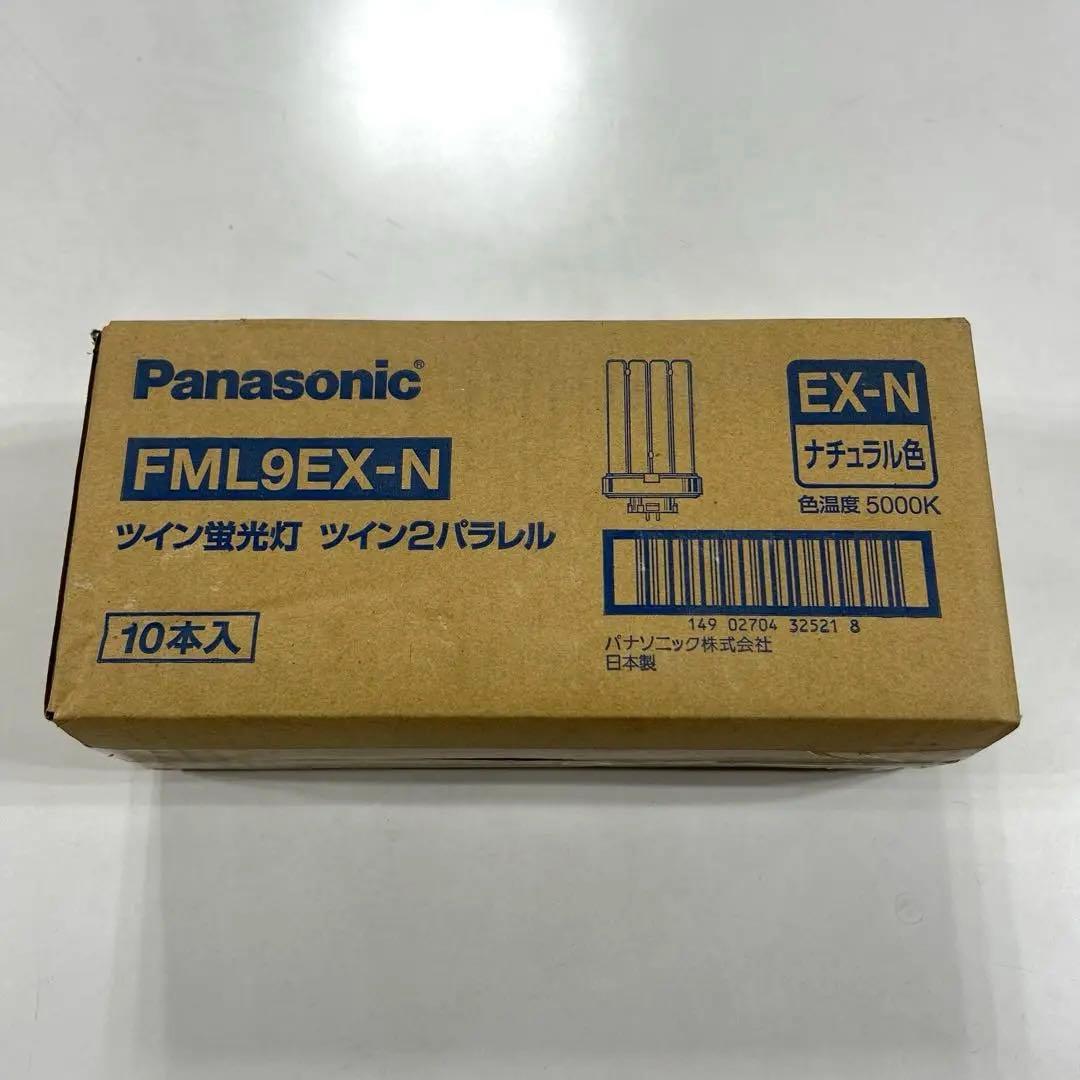 Panasonic®
FML9EX-N
ツイン蛍光灯 ツイン2パラレル
10本入
EX-N
ナチュラル色
色温度 5000K
149 02704 32521 8
パナソニック株式会社
日本製